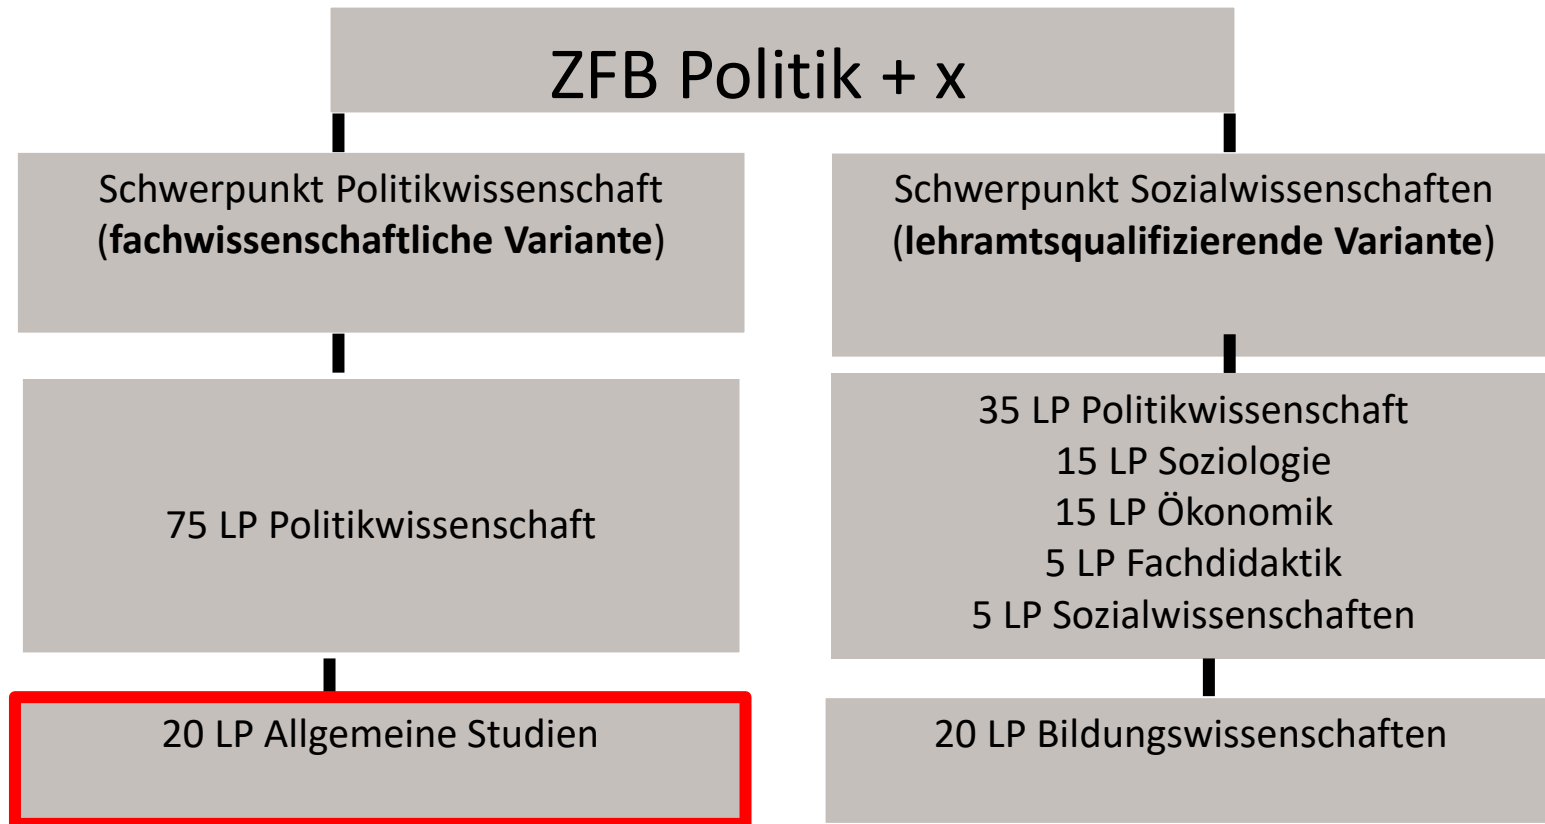 ZFB Politik + x
Schwerpunkt Politikwissenschaft
(fachwissenschaftliche Variante)
75 LP Politikwissenschaft
20 LP Allgemeine Studien
Schwerpunkt Sozialwissenschaften
(lehramtsqualifizierende Variante)
35 LP Politikwissenschaft
15 LP Soziologie
15 LP Ökonomik
5 LP Fachdidaktik
5 LP Sozialwissenschaften
20 LP Bildungswissenschaften